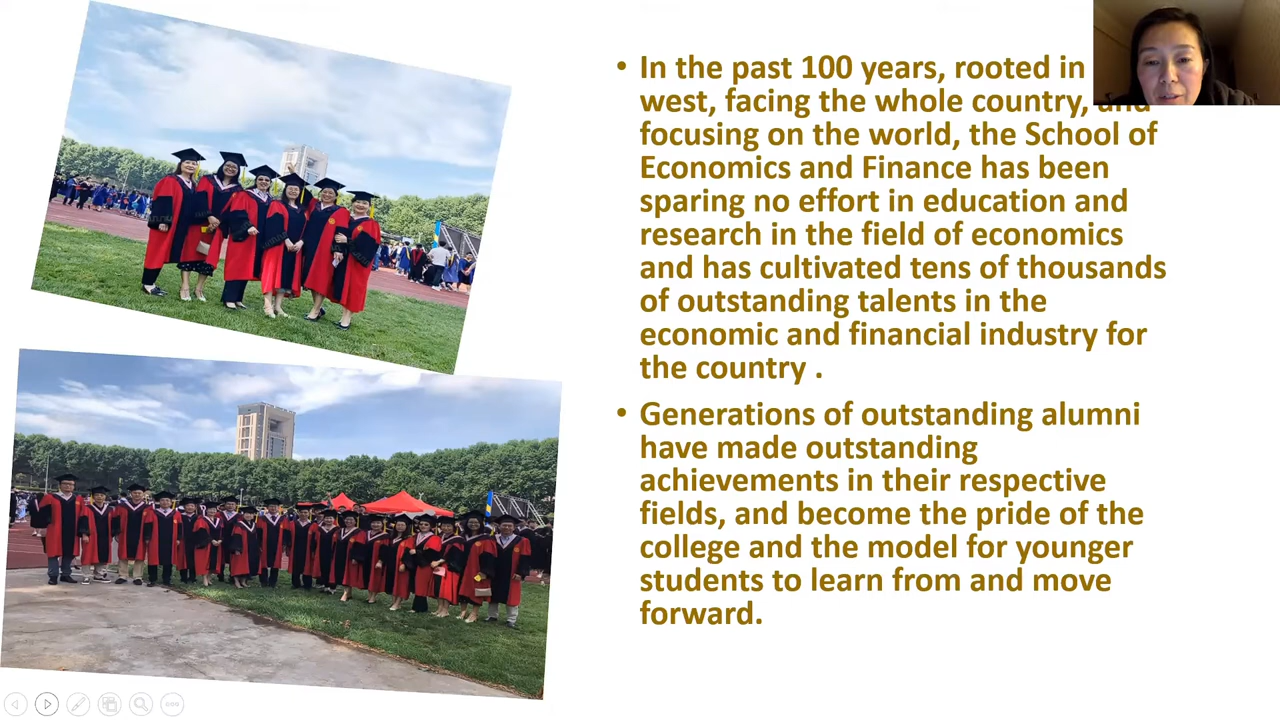 • In the past 100 years, rooted in
west, facing the whole country, and
focusing on the world, the School of
Economics and Finance has been
sparing no effort in education and
research in the field of economics
and has cultivated tens of thousands
of outstanding talents in the
economic and financial industry for
the country .
• Generations of outstanding alumni
have made outstanding
achievements in their respective
fields, and become the pride of the
college and the model for younger
students to learn from and move
forward.